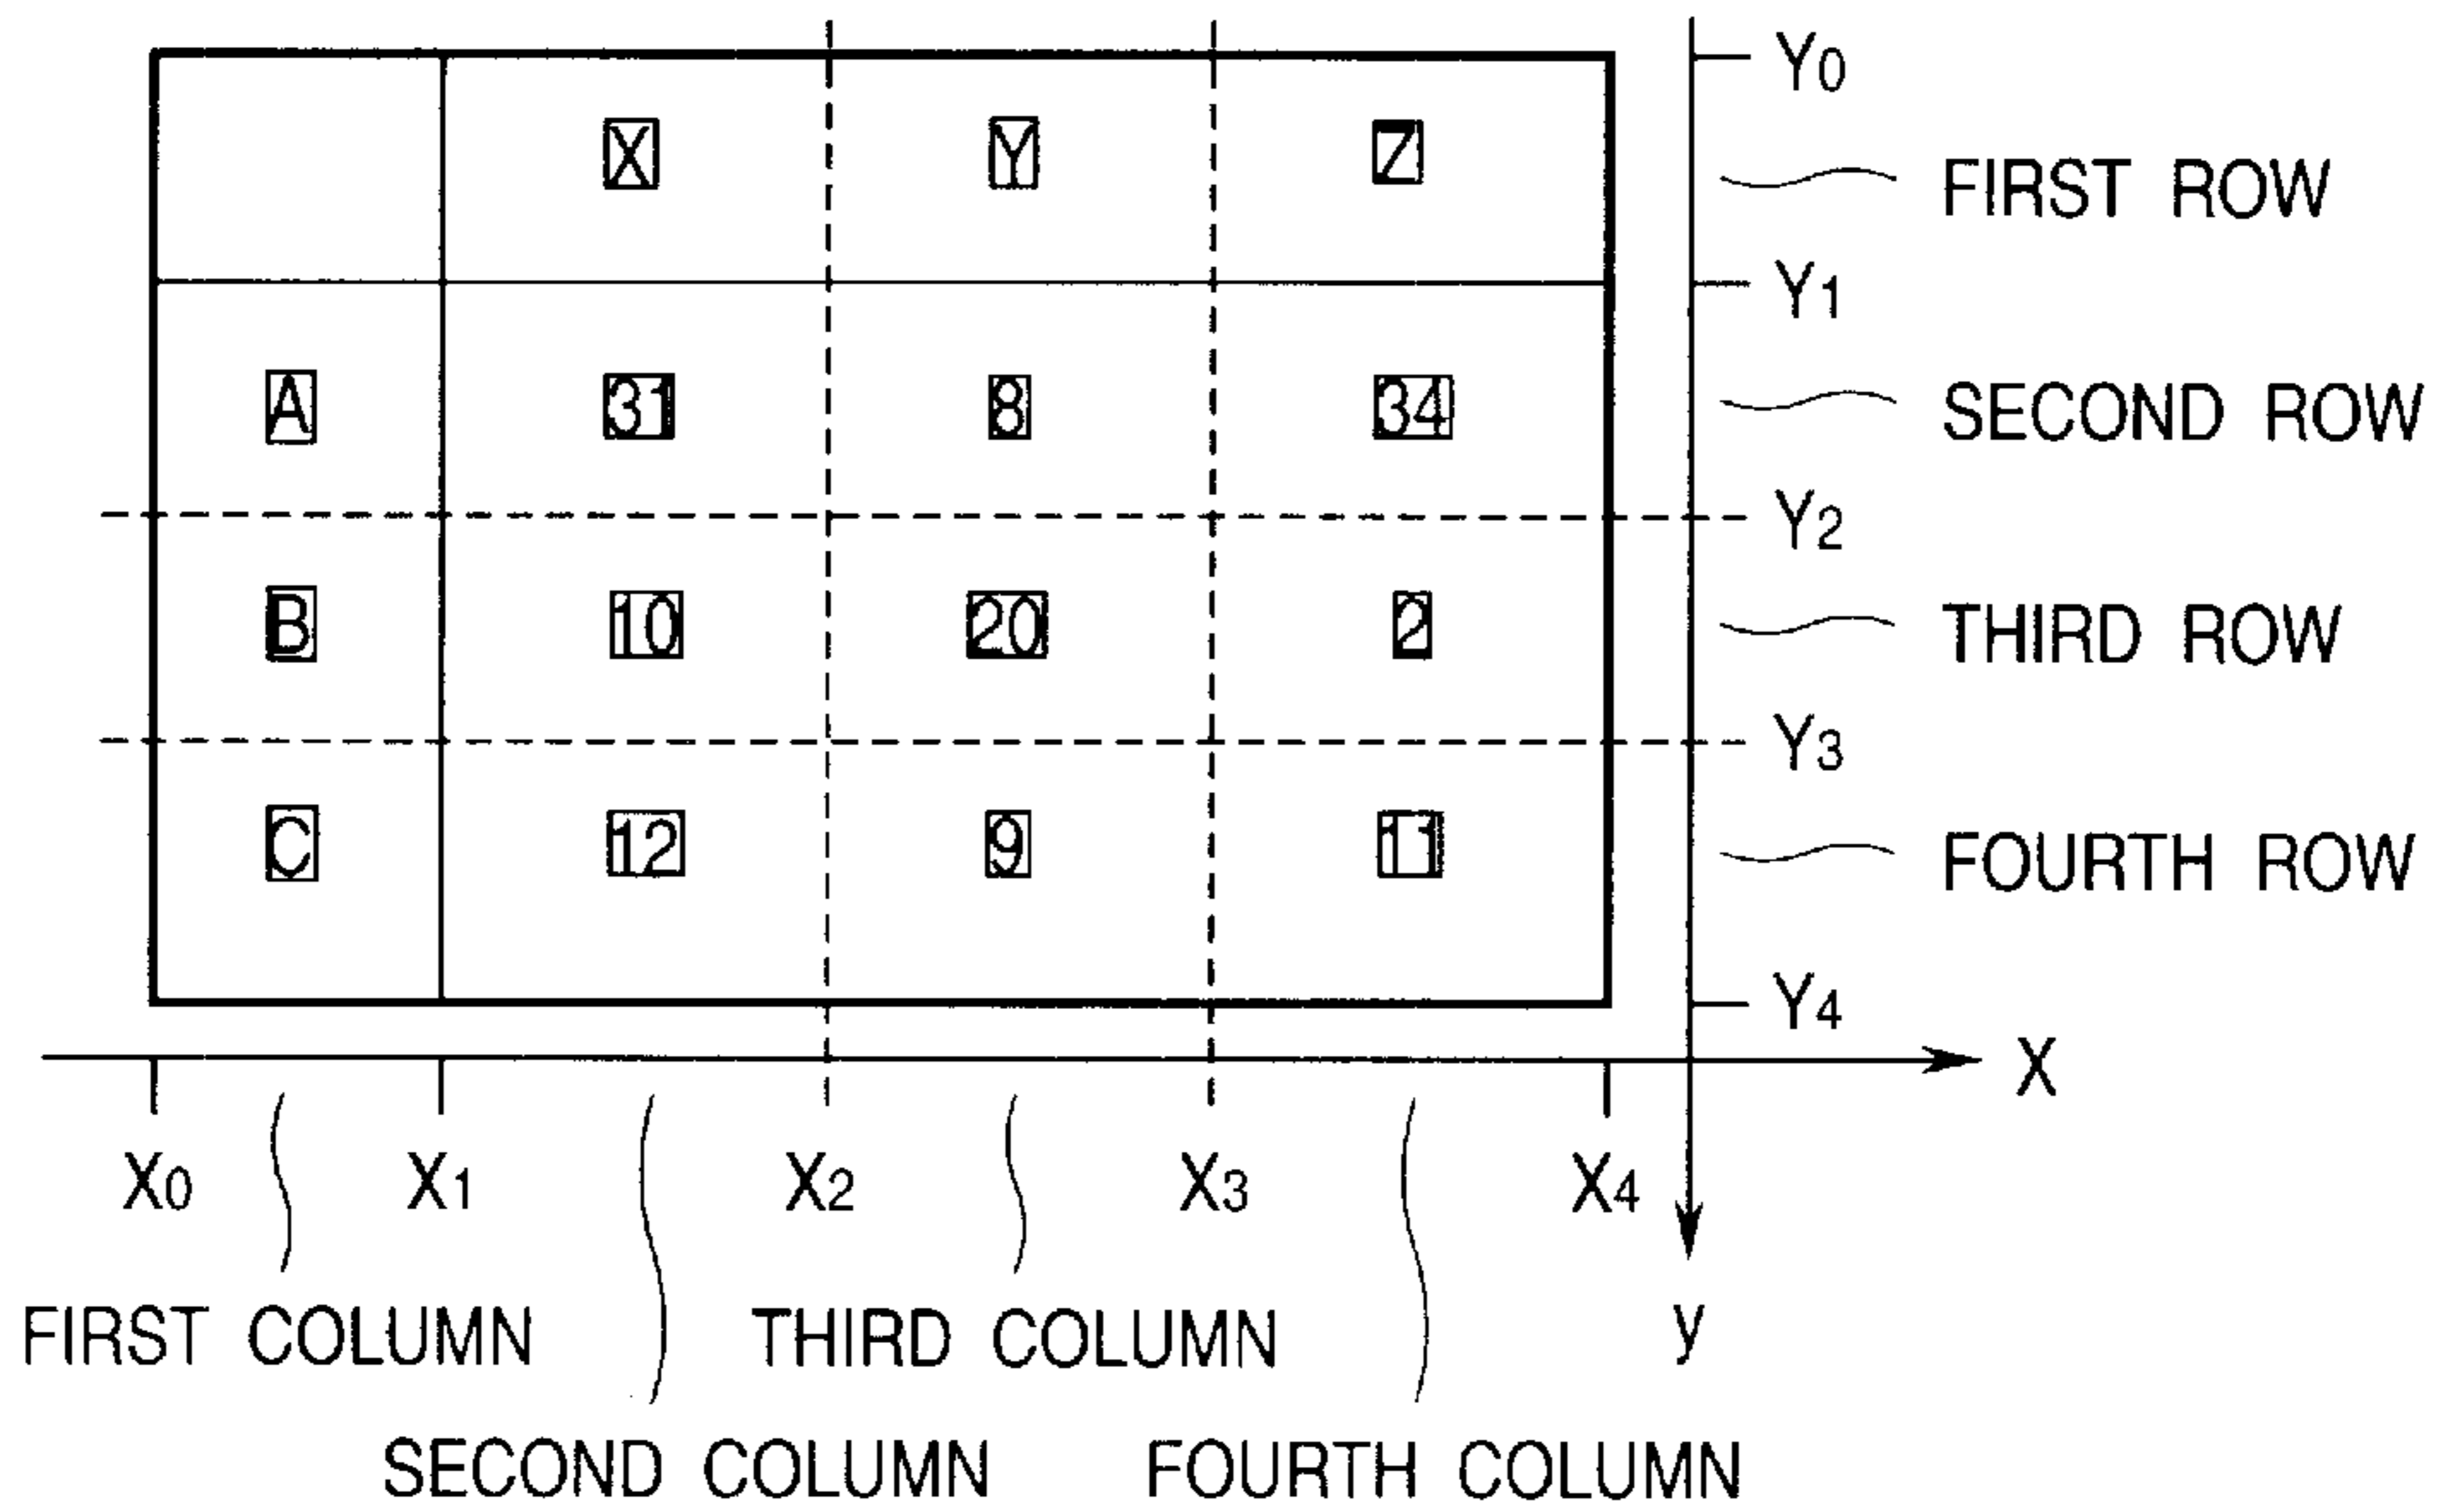 Y0
X Y Z FIRST ROW
Y1
A 31 8 34 SECOND ROW
Y2
B 10 20 2 THIRD ROW
Y3
C 12 9 11 FOURTH ROW
Y4
X
X0 X1 X2 X3 X4
FIRST COLUMN THIRD COLUMN y
SECOND COLUMN FOURTH COLUMN